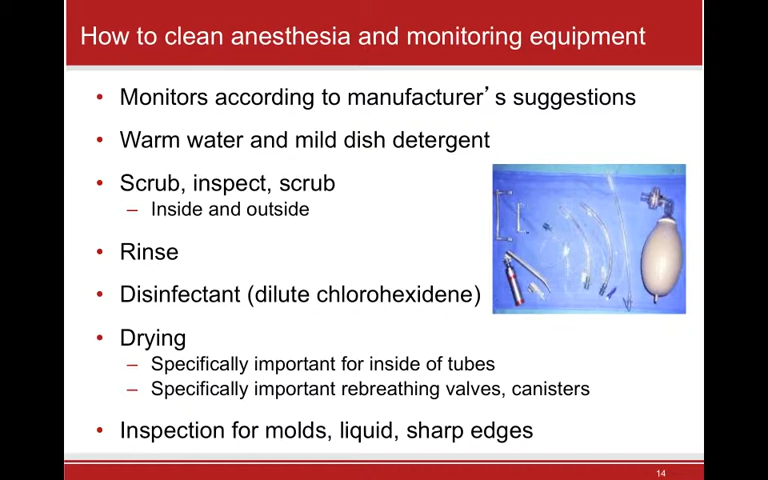 How to clean anesthesia and monitoring equipment
• Monitors according to manufacturer’s suggestions
• Warm water and mild dish detergent
• Scrub, inspect, scrub
– Inside and outside
• Rinse
• Disinfectant (dilute chlorohexidene)
• Drying
– Specifically important for inside of tubes
– Specifically important rebreathing valves, canisters
• Inspection for molds, liquid, sharp edges
14